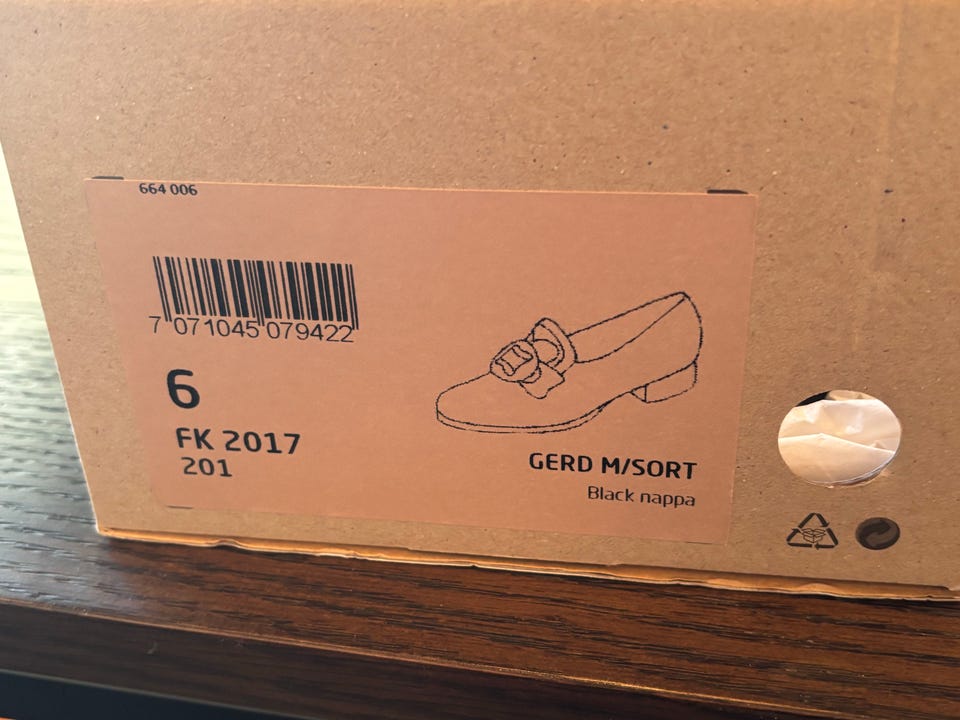 664 006
7 071045 079422
6
FK 2017
201
GERD M/SORT
Black nappa